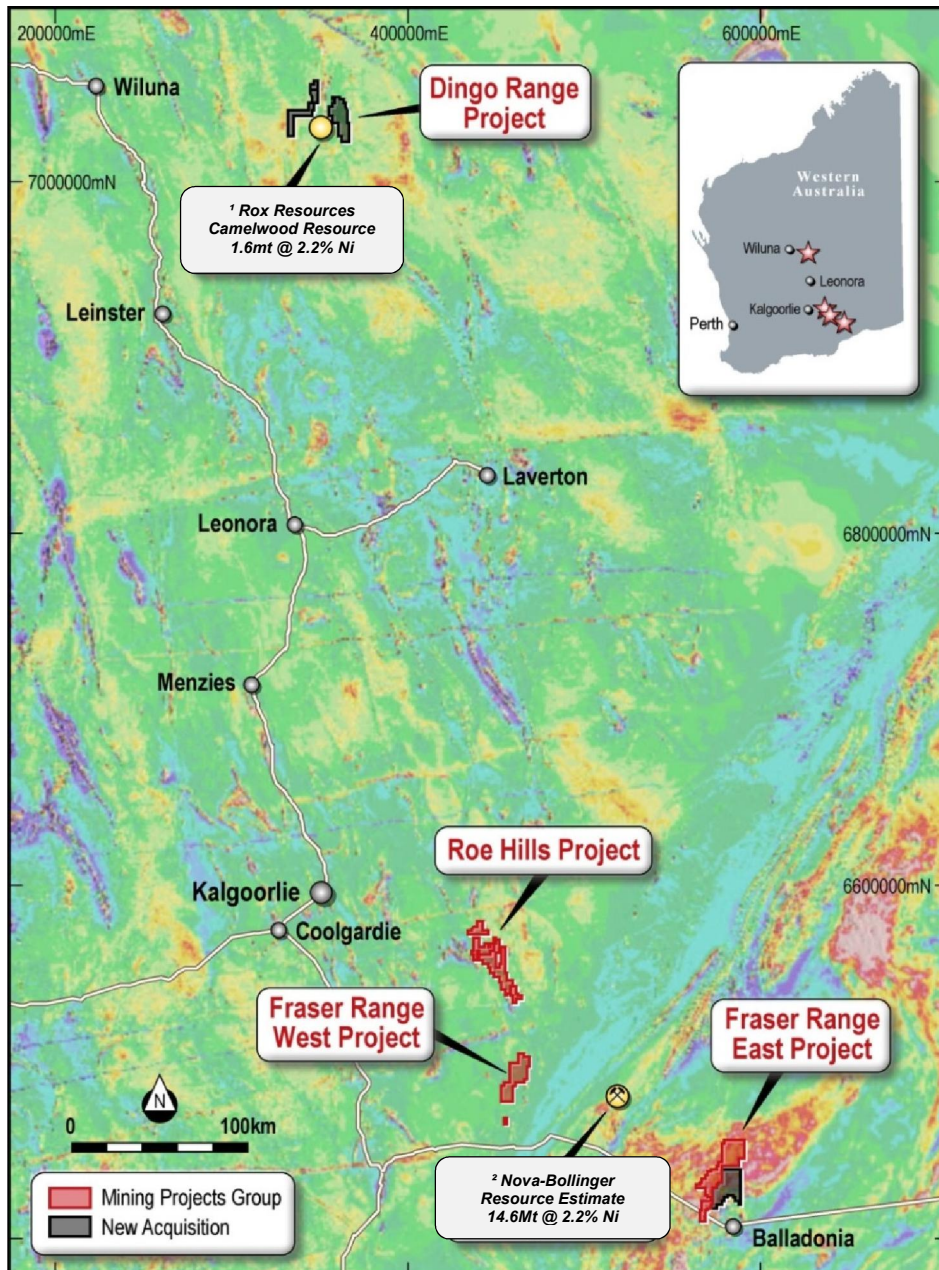 200000mE
400000mE
600000mE
Wiluna
Dingo Range
Project
7000000mN
¹ Rox Resources
Camelwood Resource
1.6mt @ 2.2% Ni
Western
Australia
Wiluna
Leonora
Kalgoorlie
Perth
Leinster
Laverton
Leonora
6800000mN
Menzies
Roe Hills Project
Kalgoorlie
6600000mN
Coolgardie
Fraser Range
West Project
Fraser Range
East Project
N
0 100km
² Nova-Bollinger
Resource Estimate
14.6Mt @ 2.2% Ni
Mining Projects Group
New Acquisition
Balladonia